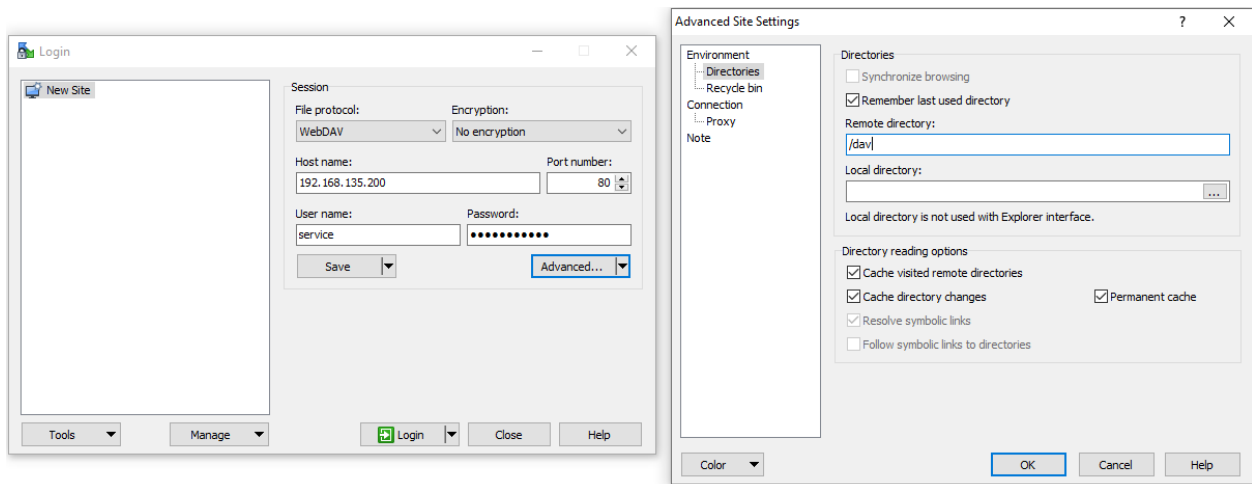 Login
New Site
Session
File protocol: Encryption:
WebDAV No encryption
Host name: Port number:
192.168.135.200 80
User name: Password:
service ●●●●●●●●●●●
Save Advanced...
Tools Manage Login Close Help
Advanced Site Settings ?
Environment
Directories
Recycle bin
Connection
Proxy
Note
Directories
Synchronize browsing
Remember last used directory
Remote directory:
/dav
Local directory:
...
Local directory is not used with Explorer interface.
Directory reading options
Cache visited remote directories
Cache directory changes Permanent cache
Resolve symbolic links
Follow symbolic links to directories
Color OK Cancel Help